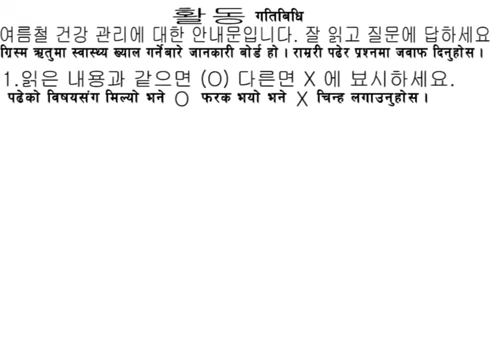 활 동 गतिबिधि
여름철 건강 관리에 대한 안내문입니다. 잘 읽고 질문에 답하세요
ग्रिस्म ऋतुमा स्वास्थ्य ख्याल गर्नेबारे जानकारी बोर्ड हो । राम्ररी पढेर प्रश्नमा जवाफ दिनुहोस ।
1.읽은 내용과 같으면 (O) 다른면 X 에 뵤시하세요.
पढेको विषयसंग मिल्यो भने O फरक भयो भने X चिन्ह लगाउनुहोस ।